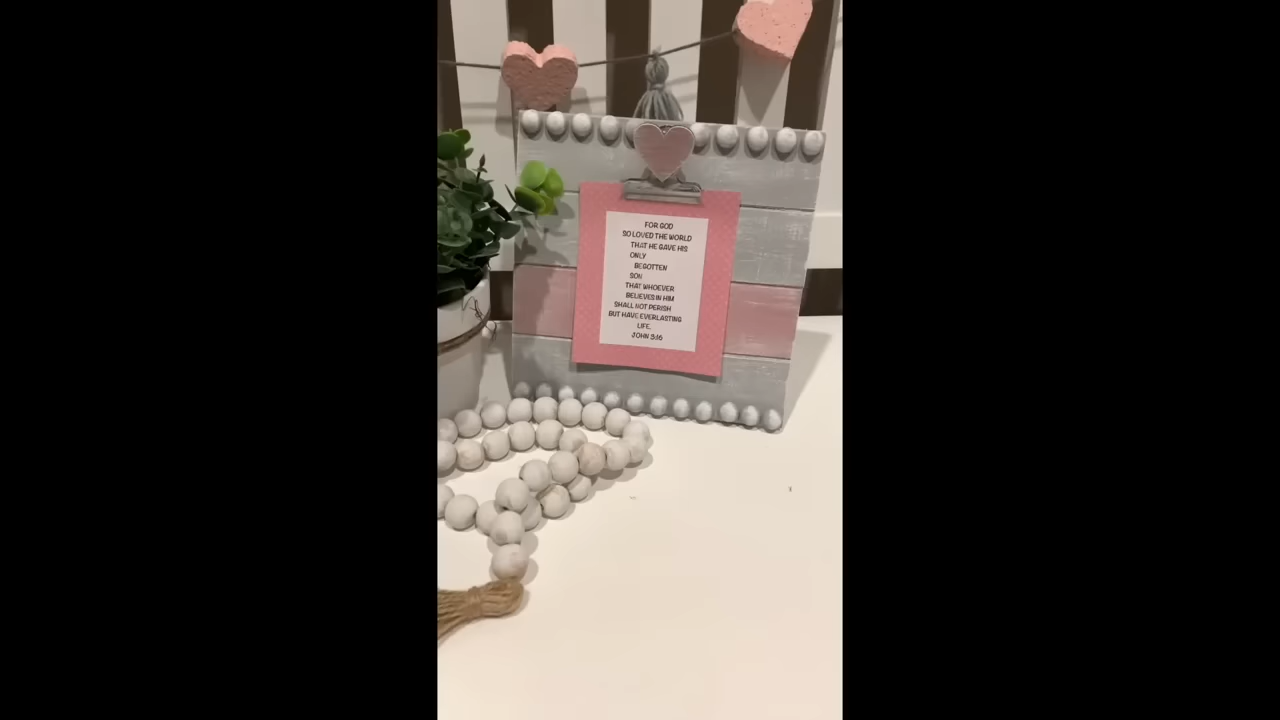 FOR GOD
SO LOVED THE WORLD
THAT HE GAVE HIS
ONLY
BEGOTTEN
SON
THAT WHOEVER
BELIEVES IN HIM
SHALL NOT PERISH
BUT HAVE EVERLASTING
LIFE.
JOHN 3:16